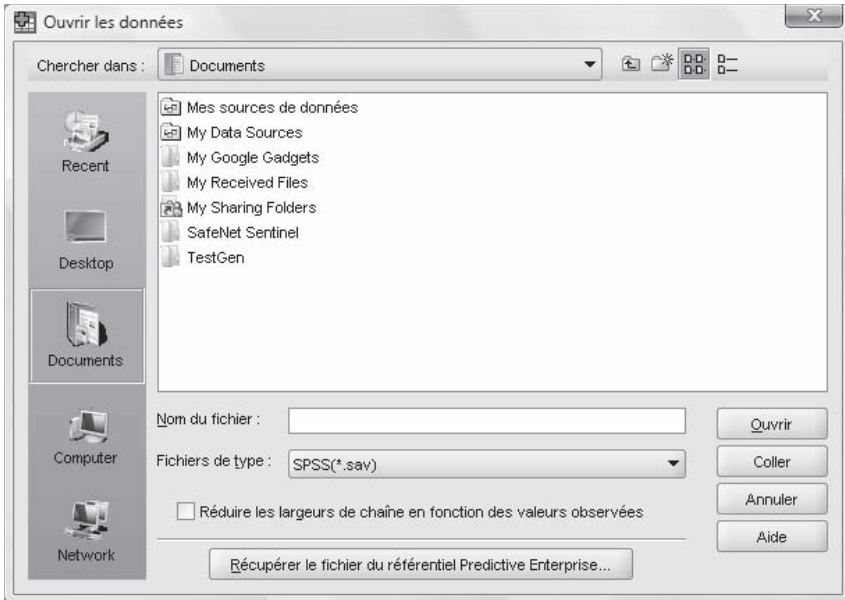 Ouvrir les données
Chercher dans :
Documents
Recent
Desktop
Documents
Computer
Network
Mes sources de données
My Data Sources
My Google Gadgets
My Received Files
My Sharing Folders
SafeNet Sentinel
TestGen
Nom du fichier :
Fichiers de type :
SPSS(*.sav)
Réduire les largeurs de chaîne en fonction des valeurs observées
Récupérer le fichier du référentiel Predictive Enterprise...
Ouvrir
Coller
Annuler
Aide